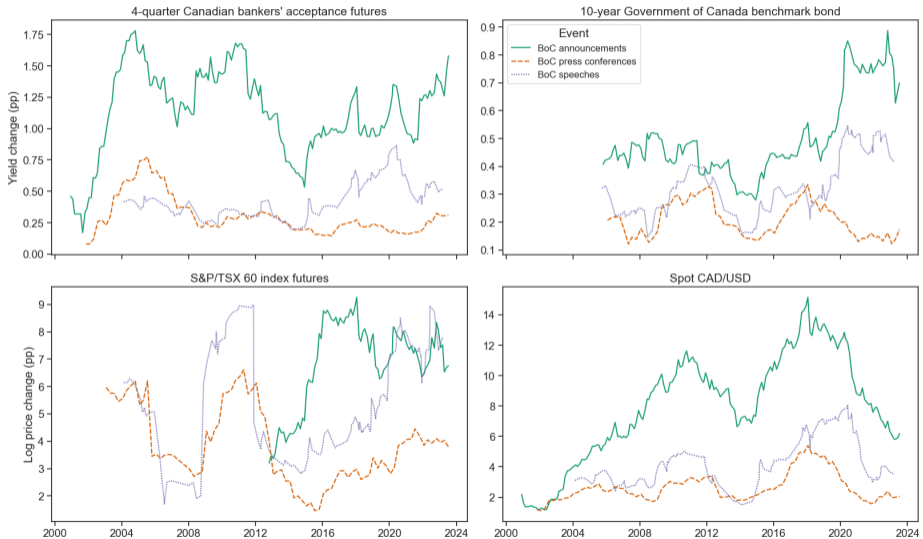 4-quarter Canadian bankers' acceptance futures
Yield change (pp)
1.75
1.50
1.25
1.00
0.75
0.50
0.25
0.00
10-year Government of Canada benchmark bond
0.9
0.8
0.7
0.6
0.5
0.4
0.3
0.2
0.1
Event
BoC announcements
BoC press conferences
BoC speeches
S&P/TSX 60 index futures
Log price change (pp)
9
8
7
6
5
4
3
2
2000 2004 2008 2012 2016 2020 2024
Spot CAD/USD
14
12
10
8
6
4
2
2000 2004 2008 2012 2016 2020 2024